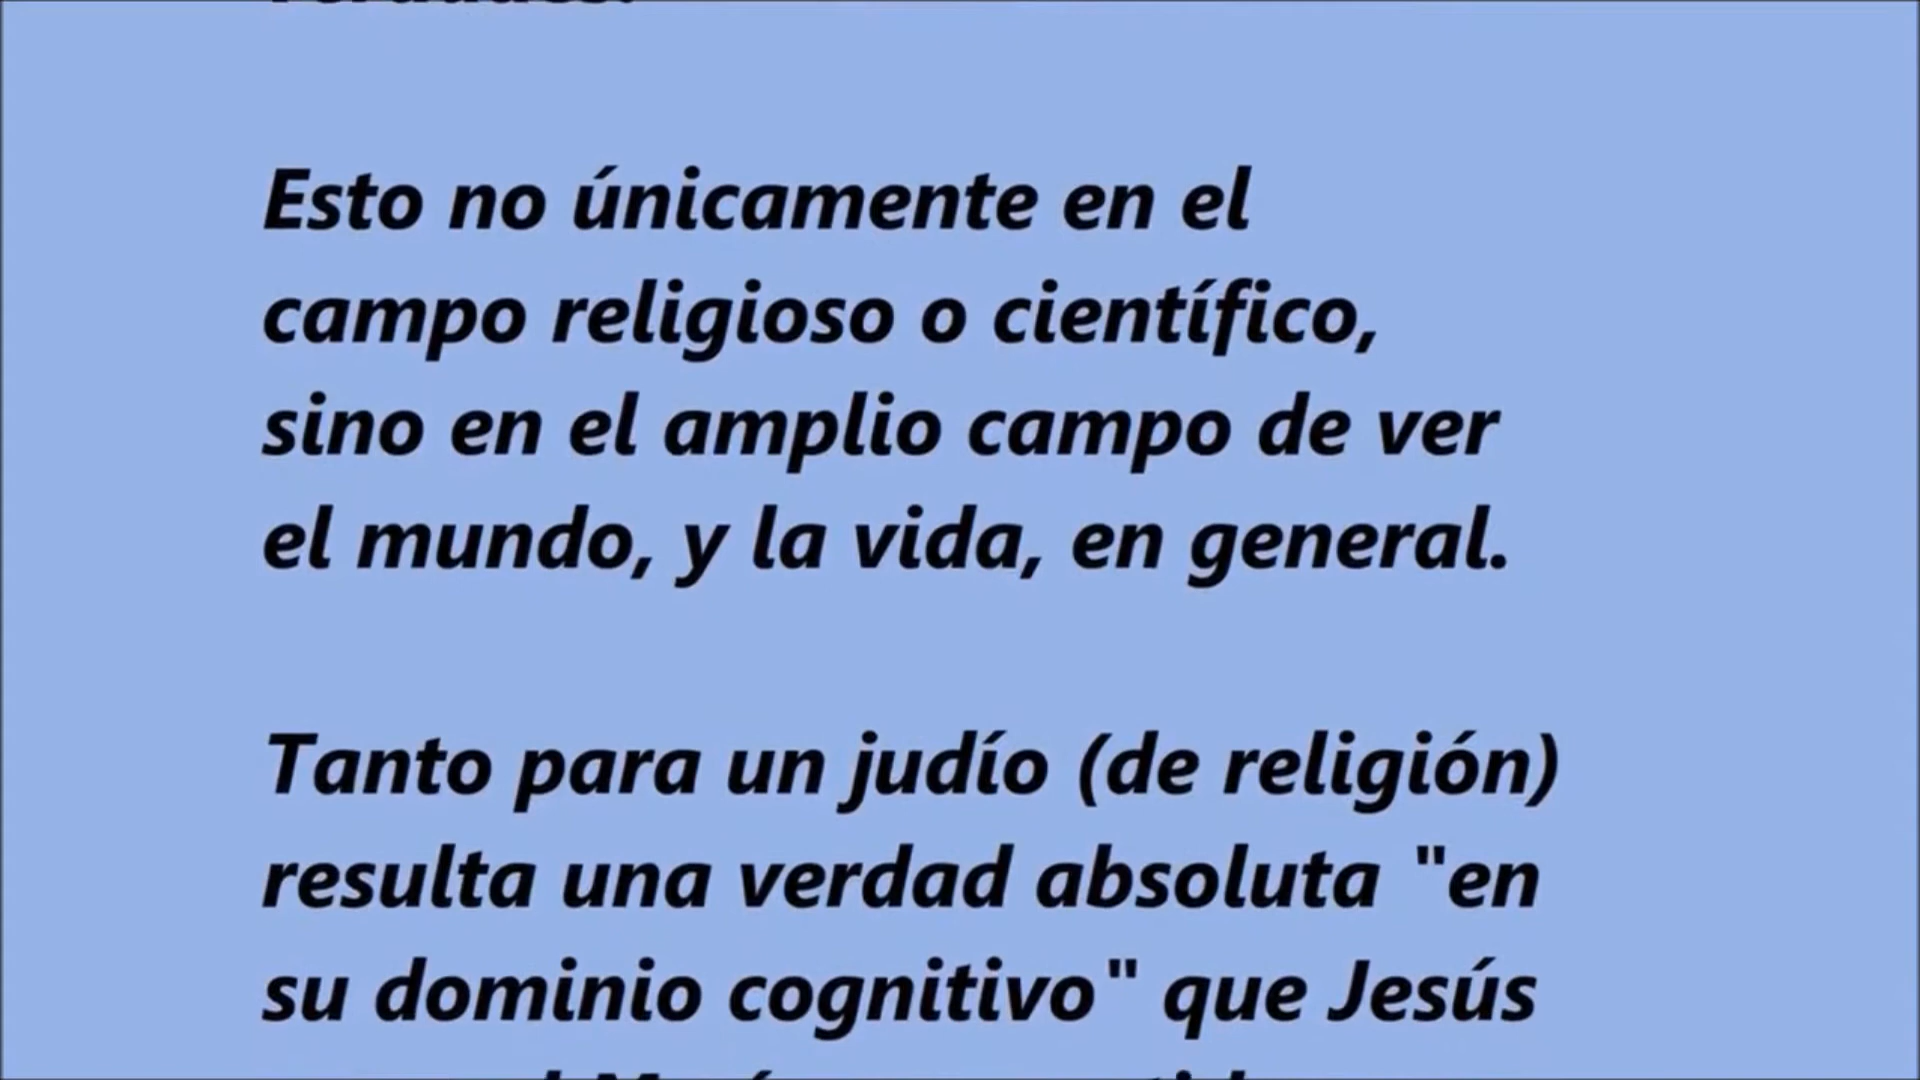 Esto no únicamente en el
campo religioso o científico,
sino en el amplio campo de ver
el mundo, y la vida, en general.
Tanto para un judío (de religión)
resulta una verdad absoluta "en
su dominio cognitivo" que Jesús